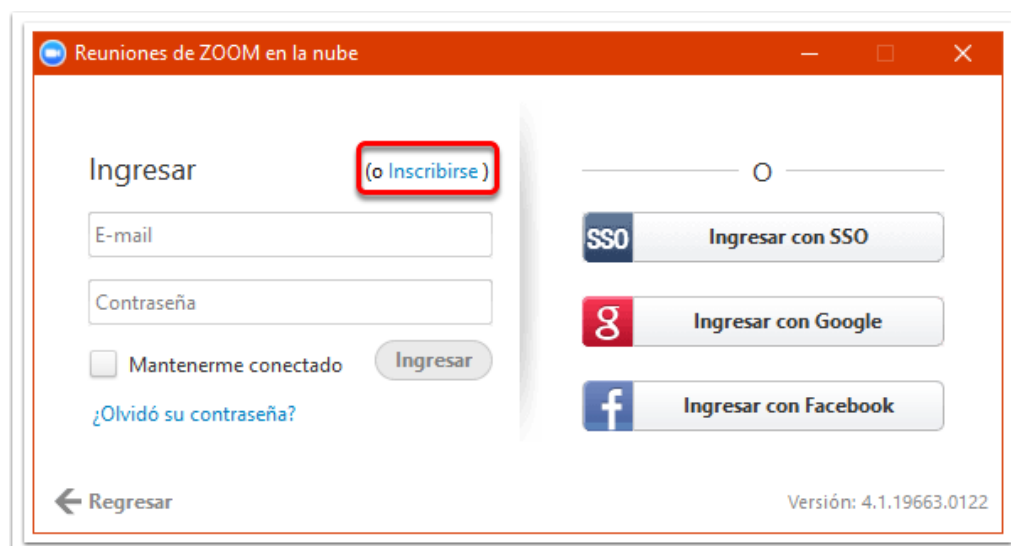 Reuniones de ZOOM en la nube
Ingresar (o Inscribirse)
E-mail
Contraseña
Mantenerme conectado Ingresar
¿Olvidó su contraseña?
O
SSO Ingresar con SSO
g Ingresar con Google
f Ingresar con Facebook
Regresar
Versión: 4.1.19663.0122